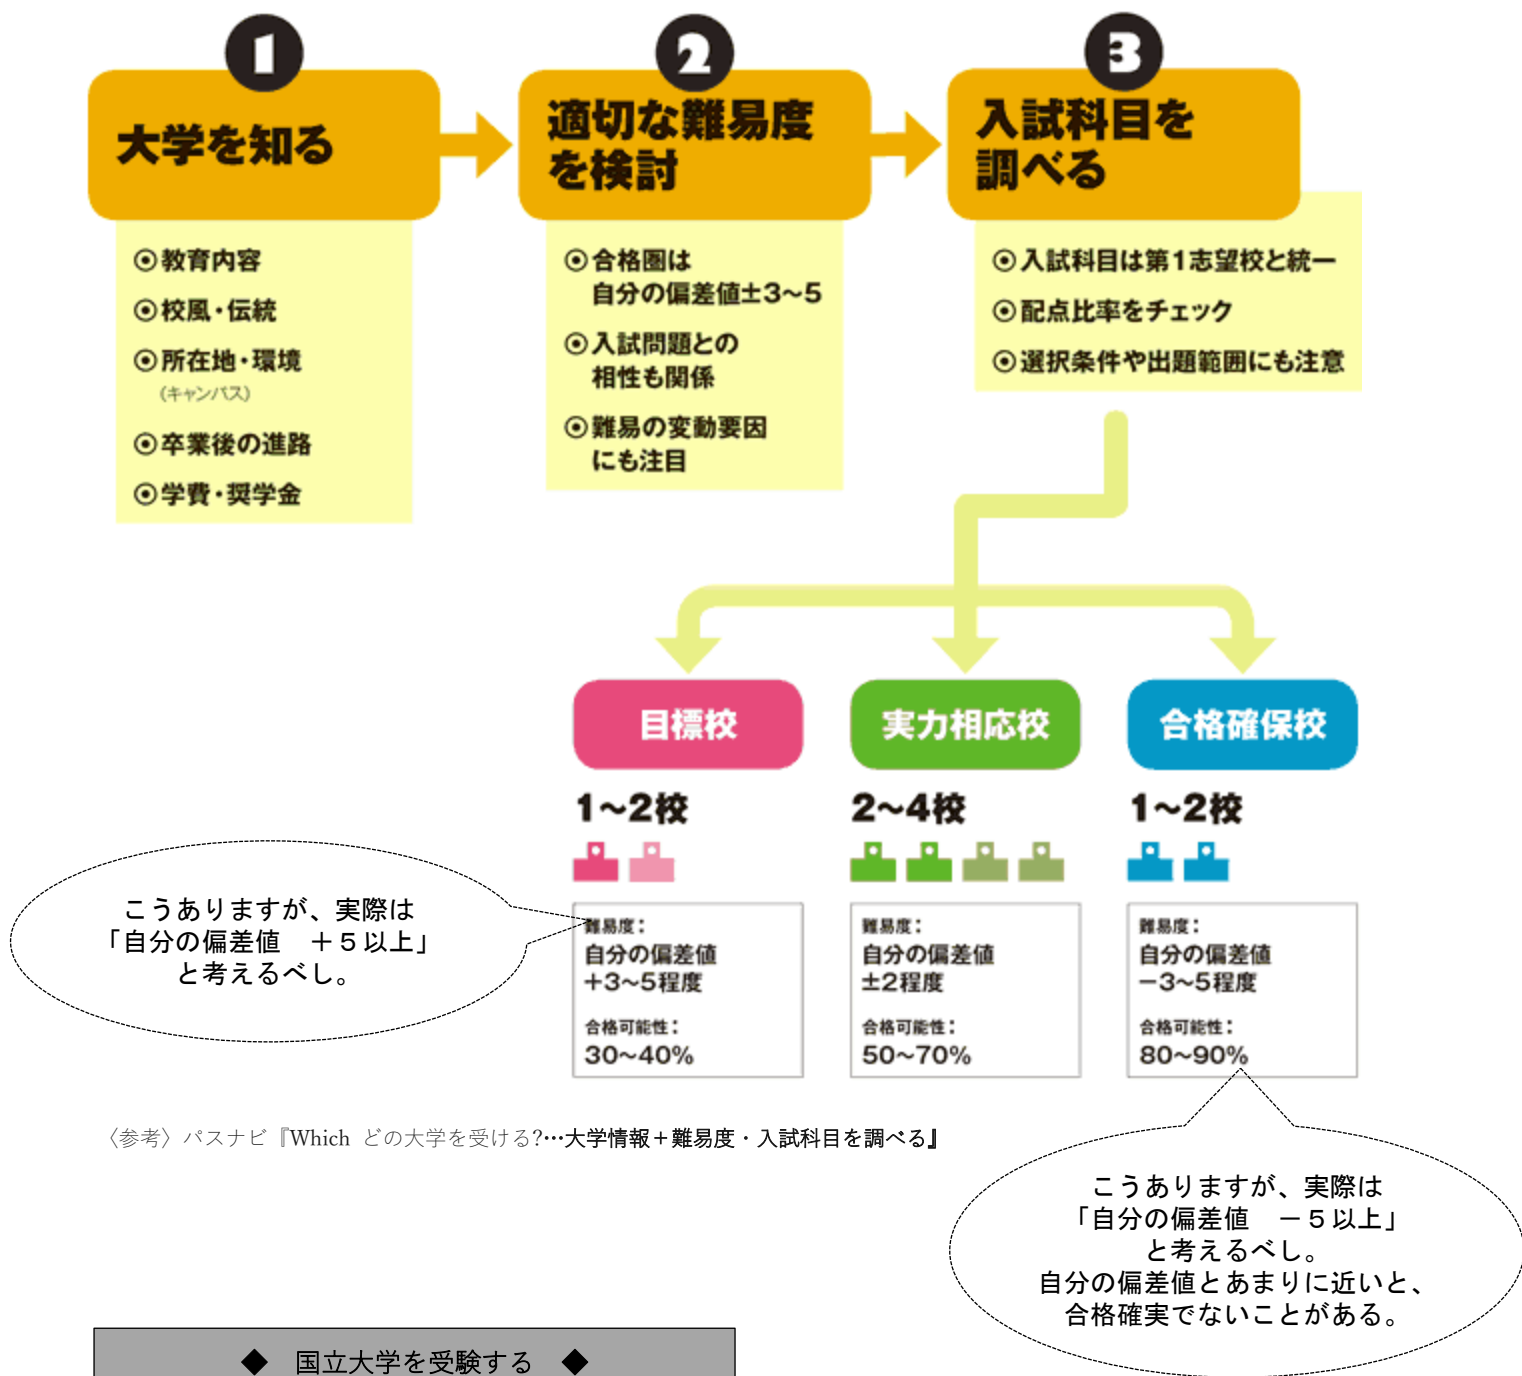 1
大学を知る
⦿教育内容
⦿校風・伝統
⦿所在地・環境
(キャンパス)
⦿卒業後の進路
⦿学費・奨学金
2
適切な難易度
を検討
⦿合格圏は
自分の偏差値±3〜5
⦿入試問題との
相性も関係
⦿難易の変動要因
にも注目
3
入試科目を
調べる
⦿入試科目は第1志望校と統一
⦿配点比率をチェック
⦿選択条件や出題範囲にも注意
目標校
1〜2校
難易度：
自分の偏差値
＋3〜5程度
合格可能性：
30〜40%
実力相応校
2〜4校
難易度：
自分の偏差値
±2程度
合格可能性：
50〜70%
合格確保校
1〜2校
難易度：
自分の偏差値
−3〜5程度
合格可能性：
80〜90%
こうありますが、実際は
「自分の偏差値　＋５以上」
と考えるべし。
〈参考〉パスナビ『Which どの大学を受ける?…大学情報＋難易度・入試科目を調べる』
こうありますが、実際は
「自分の偏差値　－５以上」
と考えるべし。
自分の偏差値とあまりに近いと、
合格確実でないことがある。
◆　国立大学を受験する　◆